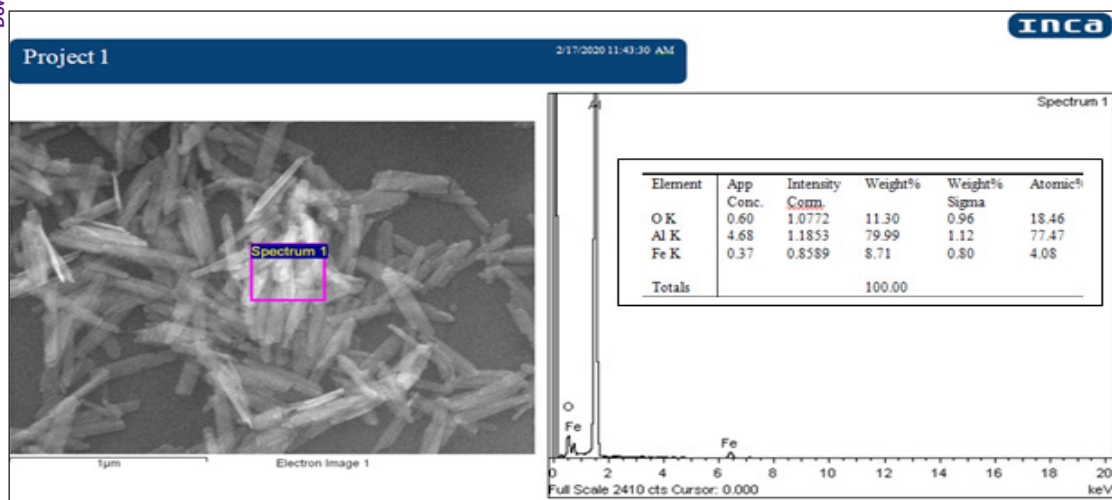 INCA
Project 1
2/17/2020 11:43:30 AM
Spectrum 1
1µm
Electron Image 1
Spectrum 1
Al
Element App Conc. Intensity Corrn. Weight% Weight% Sigma Atomic%
O K 0.60 1.0772 11.30 0.96 18.46
Al K 4.68 1.1853 79.99 1.12 77.47
Fe K 0.37 0.8589 8.71 0.80 4.08
Totals 100.00
O
Fe
Fe
0 2 4 6 8 10 12 14 16 18 20
Full Scale 2410 cts Cursor: 0.000 keV